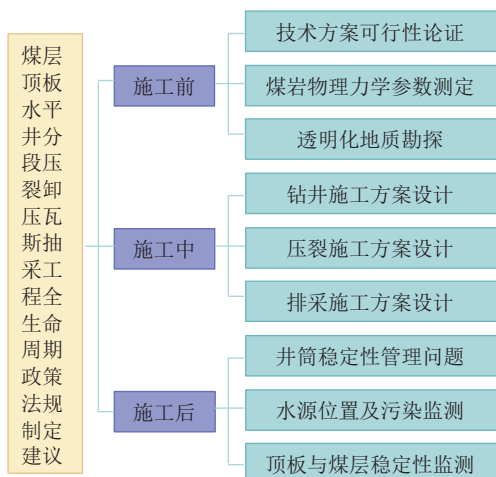 煤层
顶板
水平
井分
段压
裂卸
压瓦
斯抽
采工
程全
生命
周期
政策
法规
制定
建议
施工前
技术方案可行性论证
煤岩物理力学参数测定
透明化地质勘探
施工中
钻井施工方案设计
压裂施工方案设计
排采施工方案设计
施工后
井筒稳定性管理问题
水源位置及污染监测
顶板与煤层稳定性监测